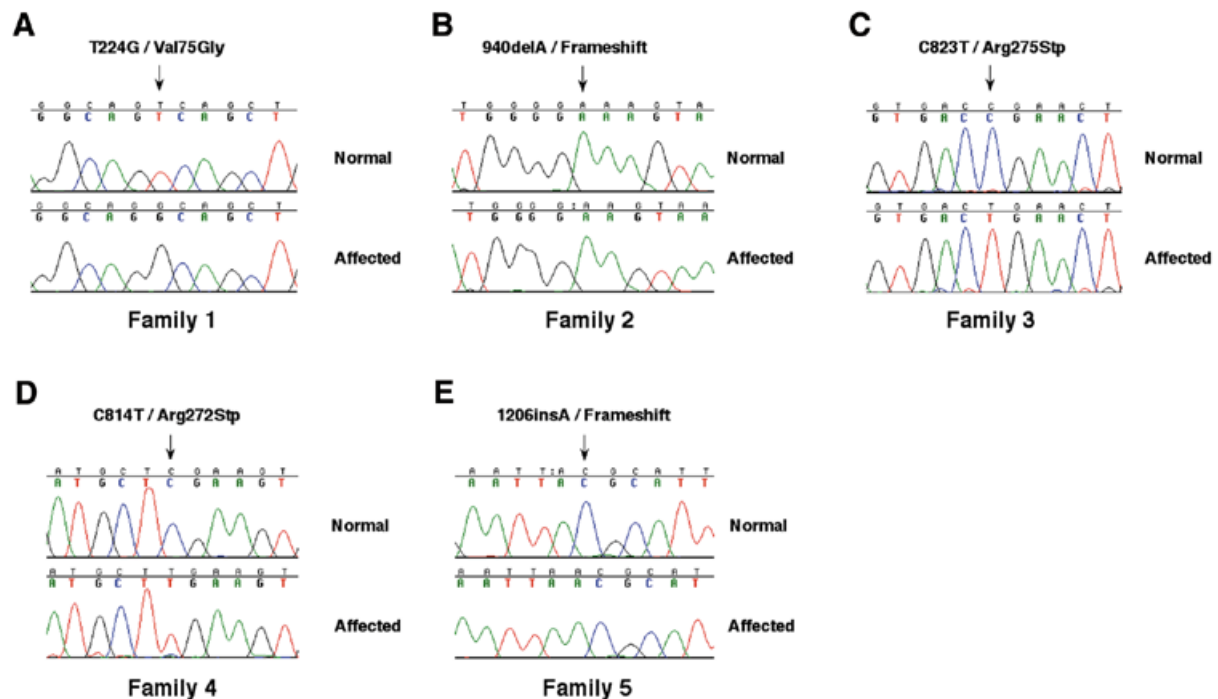 A
T224G / Val75Gly
G G C A G T C A G C T
G G C A G T C A G C T
Normal
G G C A G G C A G C T
G G C A G G C A G C T
Affected
Family 1
B
940delA / Frameshift
T G G G G A A A G T A
T G G G G A A A G T A
Normal
T G G G G : A A G T A A
T G G G G A A G T A A
Affected
Family 2
C
C823T / Arg275Stp
G T G A C C G A A C T
G T G A C C G A A C T
Normal
G T G A C T G A A C T
G T G A C T G A A C T
Affected
Family 3
D
C814T / Arg272Stp
A T G C T C G A A G T
A T G C T C G A A G T
Normal
A T G C T T G A A G T
A T G C T T G A A G T
Affected
Family 4
E
1206insA / Frameshift
A A T T : A C G C A T T
A A T T A C G C A T T
Normal
A A T T A A C G C A T
A A T T A A C G C A T
Affected
Family 5